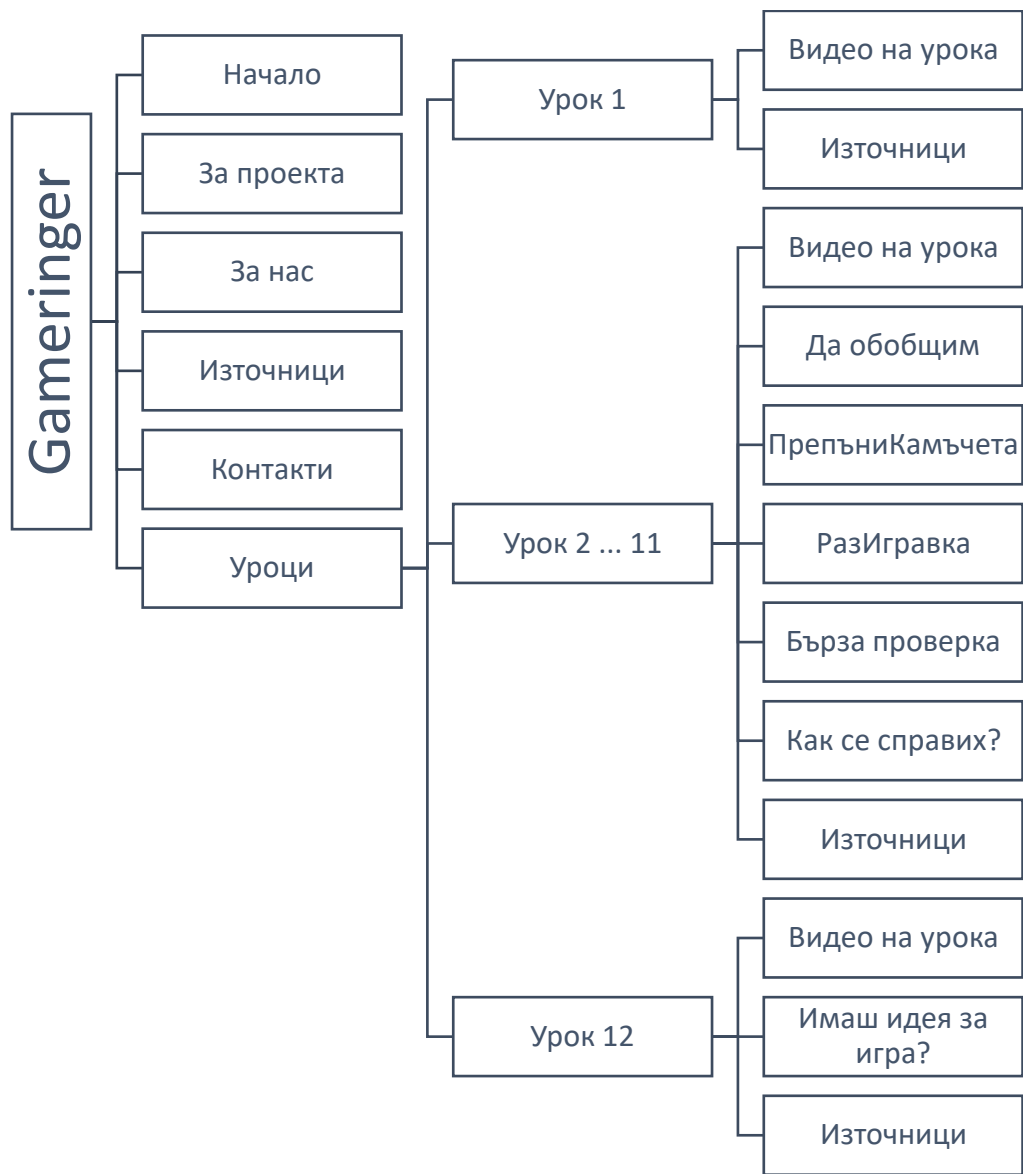 Gameringer
Начало
За проекта
За нас
Източници
Контакти
Уроци
Урок 1
Видео на урока
Източници
Урок 2 ... 11
Видео на урока
Да обобщим
ПрепъниКамъчета
РазИгравка
Бърза проверка
Как се справих?
Източници
Урок 12
Видео на урока
Имаш идея за
игра?
Източници